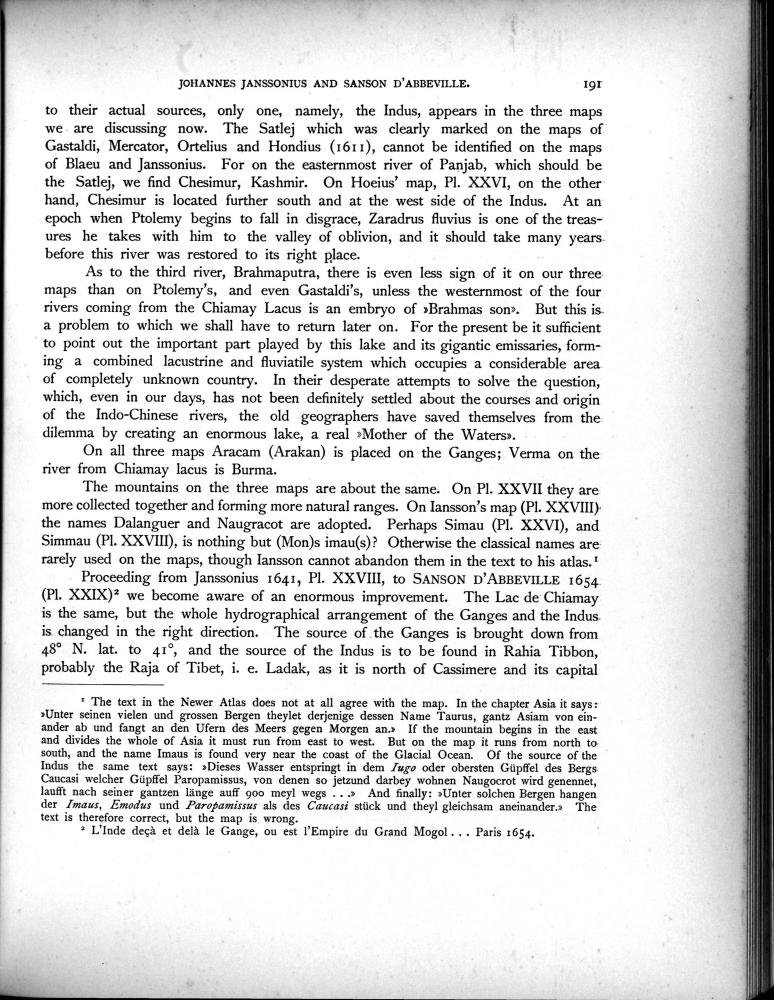 JOHANNES JANSSONIUS AND SANSON D'ABBEVILLE. 191
to their actual sources, only one, namely, the Indus, appears in the three maps
we are discussing now. The Satlej which was clearly marked on the maps of
Gastaldi, Mercator, Ortelius and Hondius (1611), cannot be identified on the maps
of Blaeu and Janssonius. For on the easternmost river of Panjab, which should be
the Satlej, we find Chesimur, Kashmir. On Hoeius' map, Pl. XXVI, on the other
hand, Chesimur is located further south and at the west side of the Indus. At an
epoch when Ptolemy begins to fall in disgrace, Zaradrus fluvius is one of the treas-
ures he takes with him to the valley of oblivion, and it should take many years
before this river was restored to its right place.
As to the third river, Brahmaputra, there is even less sign of it on our three
maps than on Ptolemy's, and even Gastaldi's, unless the westernmost of the four
rivers coming from the Chiamay Lacus is an embryo of »Brahmas son». But this is
a problem to which we shall have to return later on. For the present be it sufficient
to point out the important part played by this lake and its gigantic emissaries, form-
ing a combined lacustrine and fluviatile system which occupies a considerable area
of completely unknown country. In their desperate attempts to solve the question,
which, even in our days, has not been definitely settled about the courses and origin
of the Indo-Chinese rivers, the old geographers have saved themselves from the
dilemma by creating an enormous lake, a real »Mother of the Waters».
On all three maps Aracam (Arakan) is placed on the Ganges; Verma on the
river from Chiamay lacus is Burma.
The mountains on the three maps are about the same. On Pl. XXVII they are
more collected together and forming more natural ranges. On Iansson's map (Pl. XXVIII)
the names Dalanguer and Naugracot are adopted. Perhaps Simau (Pl. XXVI), and
Simmau (Pl. XXVIII), is nothing but (Mon)s imau(s)? Otherwise the classical names are
rarely used on the maps, though Iansson cannot abandon them in the text to his atlas.¹
Proceeding from Janssonius 1641, Pl. XXVIII, to SANSON D'ABBEVILLE 1654
(Pl. XXIX)² we become aware of an enormous improvement. The Lac de Chiamay
is the same, but the whole hydrographical arrangement of the Ganges and the Indus
is changed in the right direction. The source of the Ganges is brought down from
48° N. lat. to 41°, and the source of the Indus is to be found in Rahia Tibbon,
probably the Raja of Tibet, i. e. Ladak, as it is north of Cassimere and its capital
¹ The text in the Newer Atlas does not at all agree with the map. In the chapter Asia it says:
»Unter seinen vielen und grossen Bergen theylet derjenige dessen Name Taurus, gantz Asiam von ein-
ander ab und fangt an den Ufern des Meers gegen Morgen an.» If the mountain begins in the east
and divides the whole of Asia it must run from east to west. But on the map it runs from north to
south, and the name Imaus is found very near the coast of the Glacial Ocean. Of the source of the
Indus the same text says: »Dieses Wasser entspringt in dem Iugo oder obersten Güpffel des Bergs
Caucasi welcher Güpffel Paropamissus, von denen so jetzund darbey wohnen Naugocrot wird genennet,
laufft nach seiner gantzen länge auff 900 meyl wegs . . .» And finally: »Unter solchen Bergen hangen
der Imaus, Emodus und Paropamissus als des Caucasi stück und theyl gleichsam aneinander.» The
text is therefore correct, but the map is wrong.
² L'Inde deçà et delà le Gange, ou est l'Empire du Grand Mogol . . . Paris 1654.